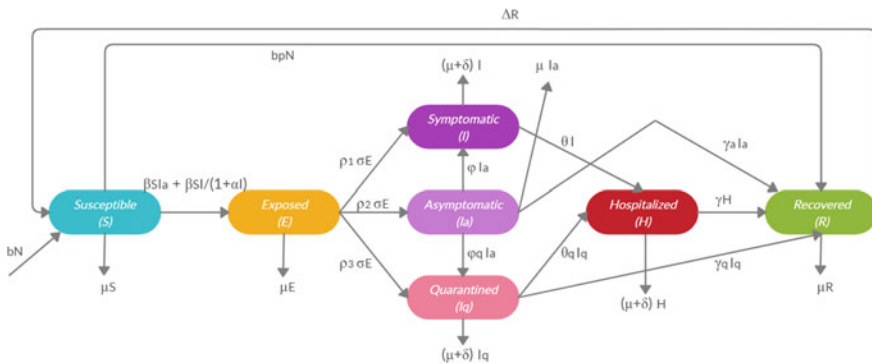 ΔR
bpN
(μ+δ) I
μ Ia
Symptomatic
(I)
θ I
γa Ia
ρ1 σE
φ Ia
βSIa + βSI/(1+αI)
Susceptible
(S)
Exposed
(E)
ρ2 σE
Asymptomatic
(Ia)
Hospitalized
(H)
γH
Recovered
(R)
bN
ρ3 σE
φq Ia
θq Iq
γq Iq
μS
μE
Quarantined
(Iq)
(μ+δ) H
μR
(μ+δ) Iq